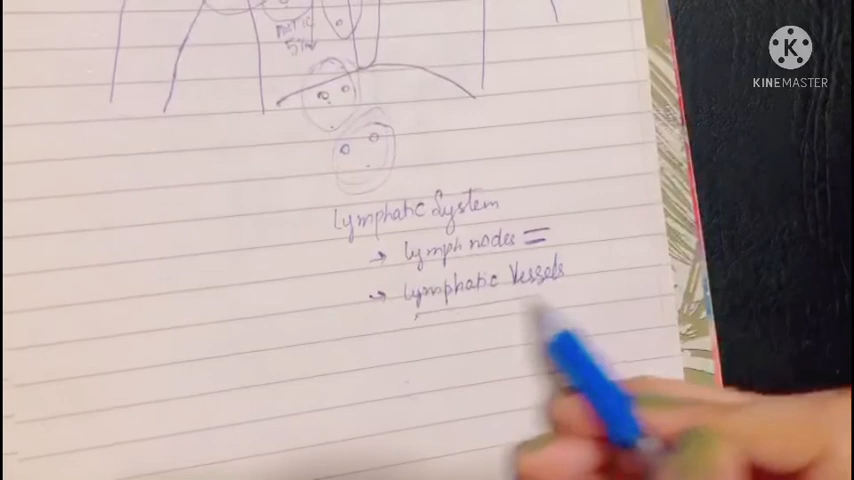 KINEMASTER
Lymphatic System
→ Lymph nodes =
→ Lymphatic Vessels